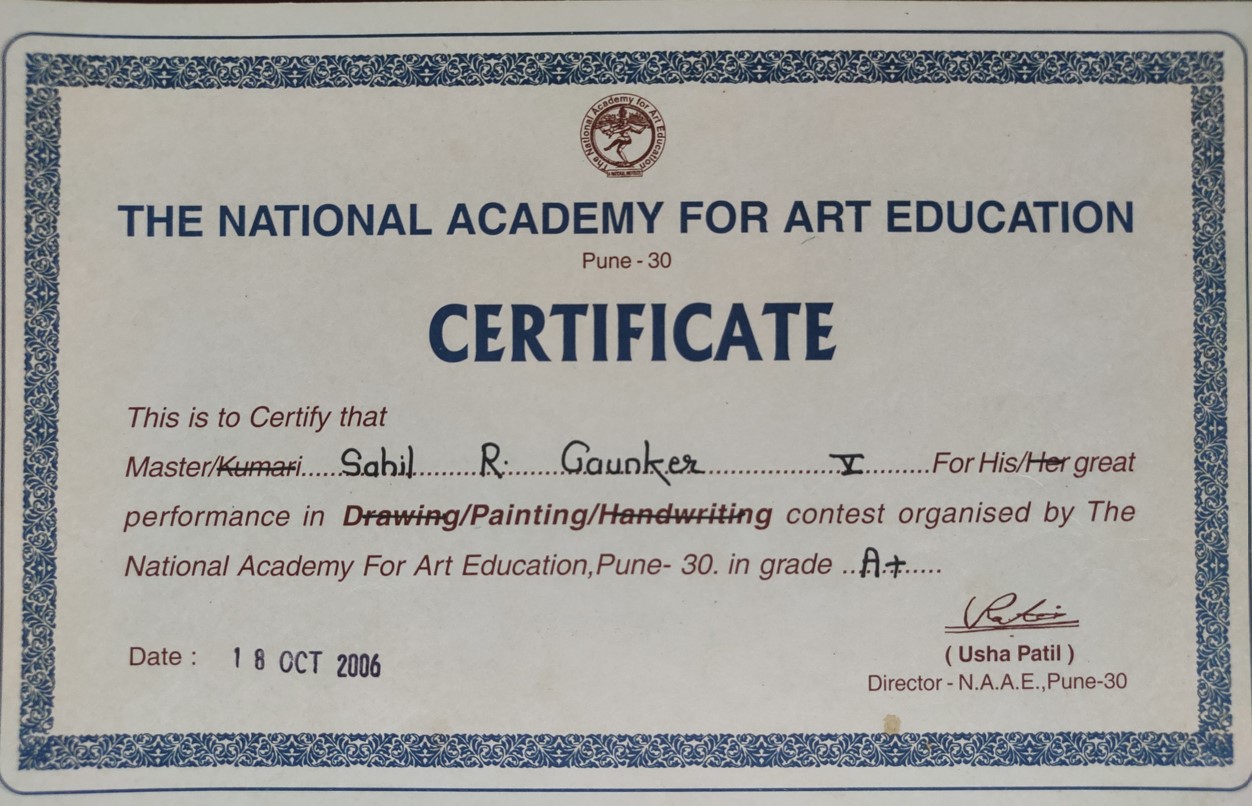 The National Academy for Art Education
THE NATIONAL ACADEMY FOR ART EDUCATION
Pune - 30
CERTIFICATE
This is to Certify that
Master/Kumari......Sahil........R.......Gaunker....................V.........For His/Her great
performance in Drawing/Painting/Handwriting contest organised by The
National Academy For Art Education,Pune- 30. in grade ..A+.....
Date : 18 OCT 2006
( Usha Patil )
Director - N.A.A.E.,Pune-30